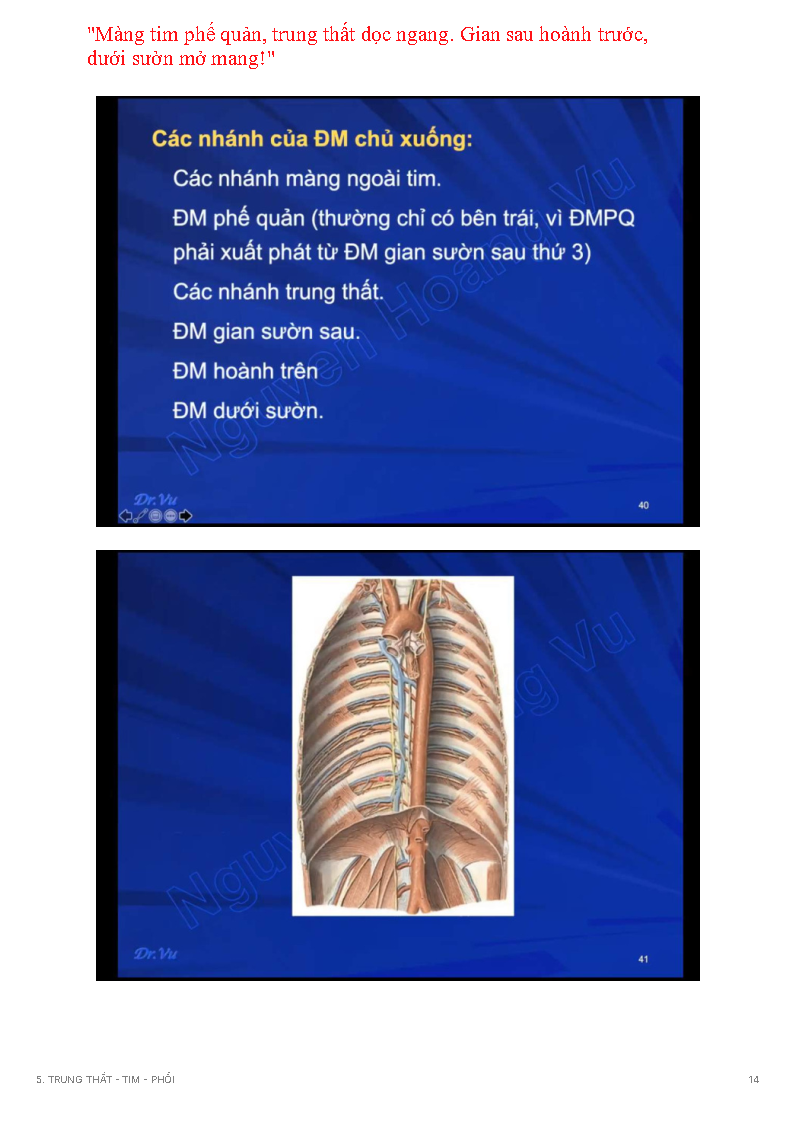 "Màng tim phế quản, trung thất dọc ngang. Gian sau hoành trước,
dưới sườn mở mang!"
Các nhánh của ĐM chủ xuống:
Các nhánh màng ngoài tim.
ĐM phế quản (thường chỉ có bên trái, vì ĐMPQ
phải xuất phát từ ĐM gian sườn sau thứ 3)
Các nhánh trung thất.
ĐM gian sườn sau.
ĐM hoành trên
ĐM dưới sườn.
Nguyen Hoang Vu
Dr.Vu
40
Nguyen Hoang Vu
Dr.Vu
41
5. TRUNG THẤT - TIM - PHỔI
14